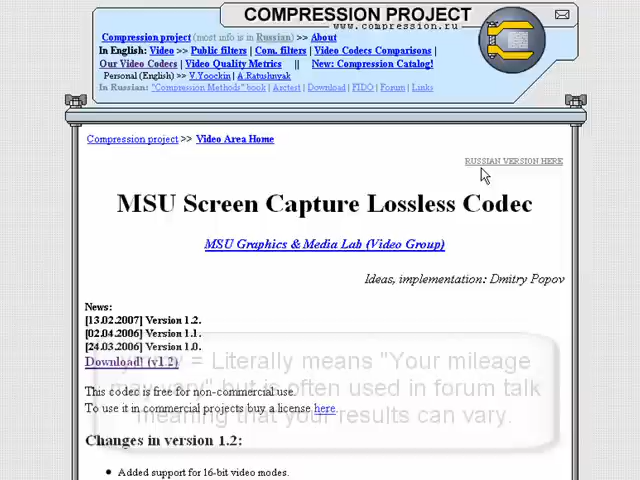 COMPRESSION PROJECT
www.compression.ru
Compression project (most info is in Russian) >> About
In English: Video >> Public filters | Com. filters | Video Codecs Comparisons |
Our Video Codecs | Video Quality Metrics || New: Compression Catalog!
Personal (English) >> V.Yoockin | A.Ratushnyak
In Russian: "Compression Methods" book | Arctest | Download | FIDO | Forum | Links
Compression project >> Video Area Home
RUSSIAN VERSION HERE
MSU Screen Capture Lossless Codec
MSU Graphics & Media Lab (Video Group)
Ideas, implementation: Dmitry Popov
News:
[13.02.2007] Version 1.2.
[02.04.2006] Version 1.1.
[24.03.2006] Version 1.0.
Download! (v1.2)
= Literally means "Your mileage
may vary" but is often used in forum talk
meaning that your results can vary.
This codec is free for non-commercial use.
To use it in commercial projects buy a license here.
Changes in version 1.2:
• Added support for 16-bit video modes.